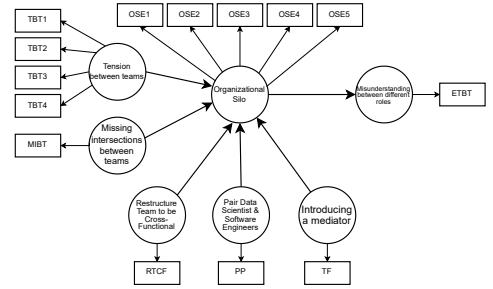 TBT1
TBT2
TBT3
TBT4
OSE1
OSE2
OSE3
OSE4
OSE5
Tension
between teams
Organizational
Silo
Misunderstanding
between different
roles
ETBT
Missing
intersections
between
teams
MIBT
Restructure
Team to be
Cross-
Functional
Pair Data
Scientist &
Software
Engineers
Introducing
a mediator
RTCF
PP
TF